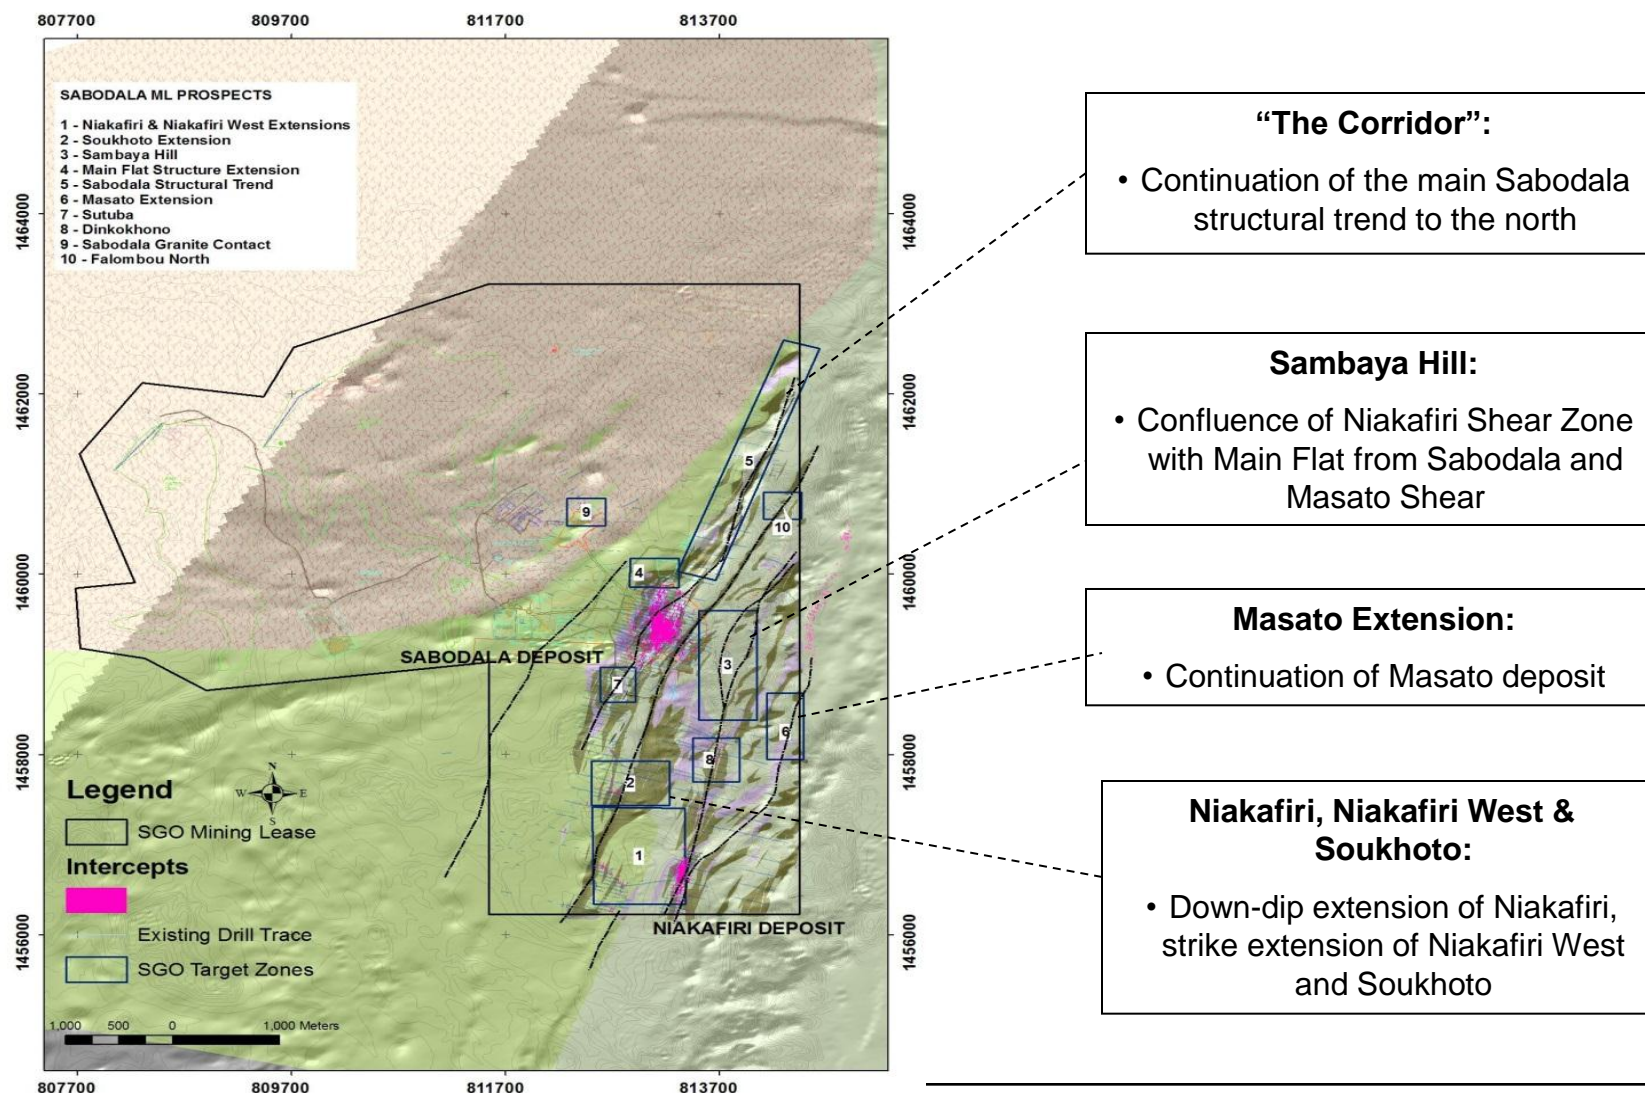 807700
809700
811700
813700
SABODALA ML PROSPECTS
1 - Niakafiri & Niakafiri West Extensions
2 - Soukhoto Extension
3 - Sambaya Hill
4 - Main Flat Structure Extension
5 - Sabodala Structural Trend
6 - Masato Extension
7 - Sutuba
8 - Dinkokhono
9 - Sabodala Granite Contact
10 - Falombou North
1464000
1464000
1462000
1462000
1460000
1460000
1458000
1458000
1456000
1456000
5
9
10
4
3
7
6
8
2
1
SABODALA DEPOSIT
NIAKAFIRI DEPOSIT
Legend
N
W
E
S
SGO Mining Lease
Intercepts
Existing Drill Trace
SGO Target Zones
1,000
500
0
1,000 Meters
807700
809700
811700
813700
“The Corridor”:
• Continuation of the main Sabodala
structural trend to the north
Sambaya Hill:
• Confluence of Niakafiri Shear Zone
with Main Flat from Sabodala and
Masato Shear
Masato Extension:
• Continuation of Masato deposit
Niakafiri, Niakafiri West &
Soukhoto:
• Down-dip extension of Niakafiri,
strike extension of Niakafiri West
and Soukhoto